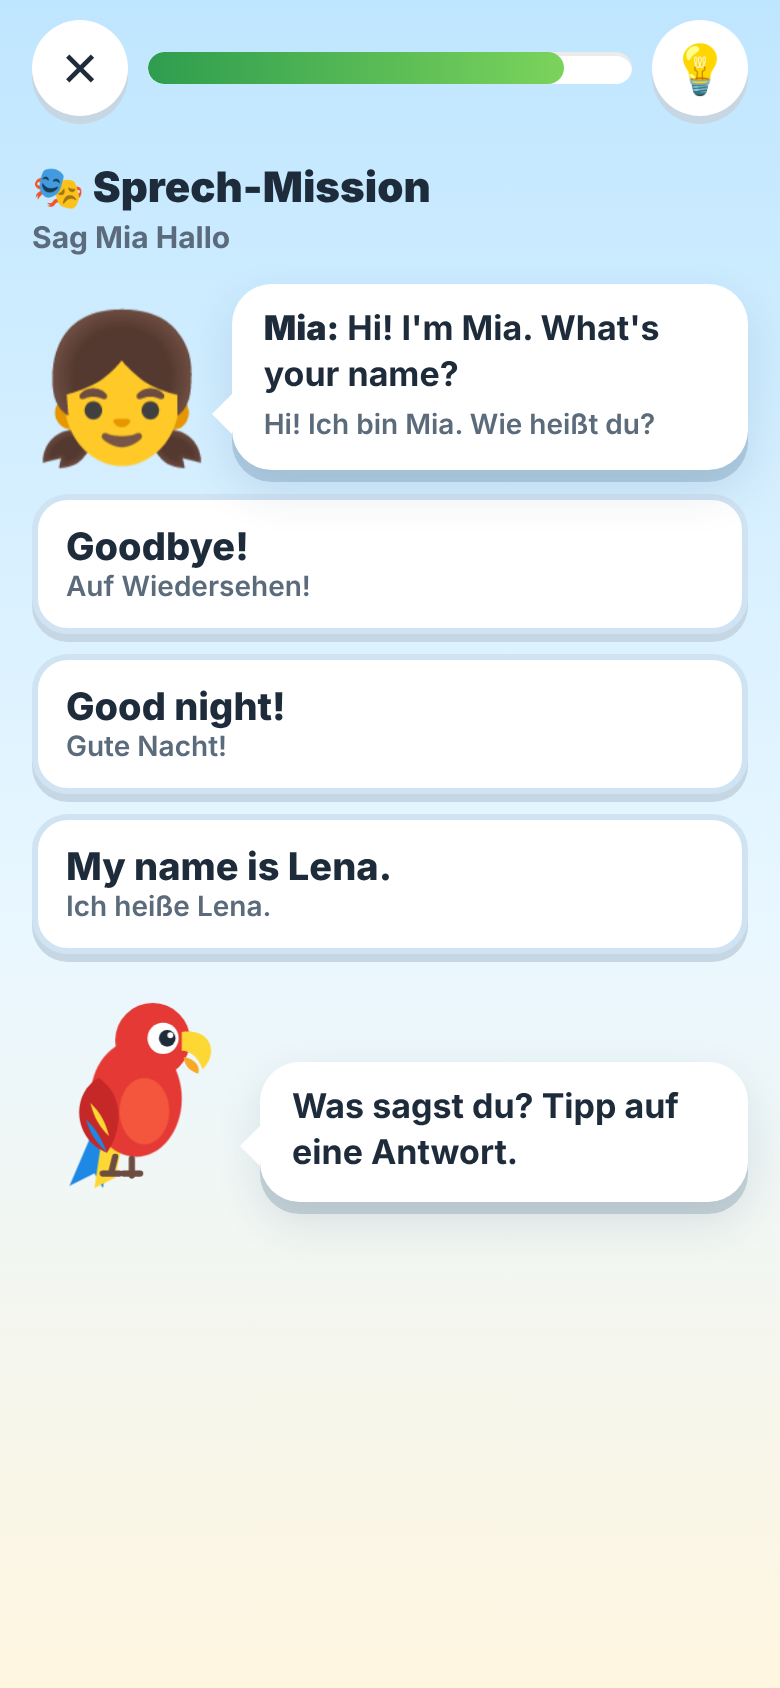 Sprech-Mission
Sag Mia Hallo
Mia: Hi! I'm Mia. What's
your name?
Hi! Ich bin Mia. Wie heißt du?
Goodbye!
Auf Wiedersehen!
Good night!
Gute Nacht!
My name is Lena.
Ich heiße Lena.
Was sagst du? Tipp auf
eine Antwort.